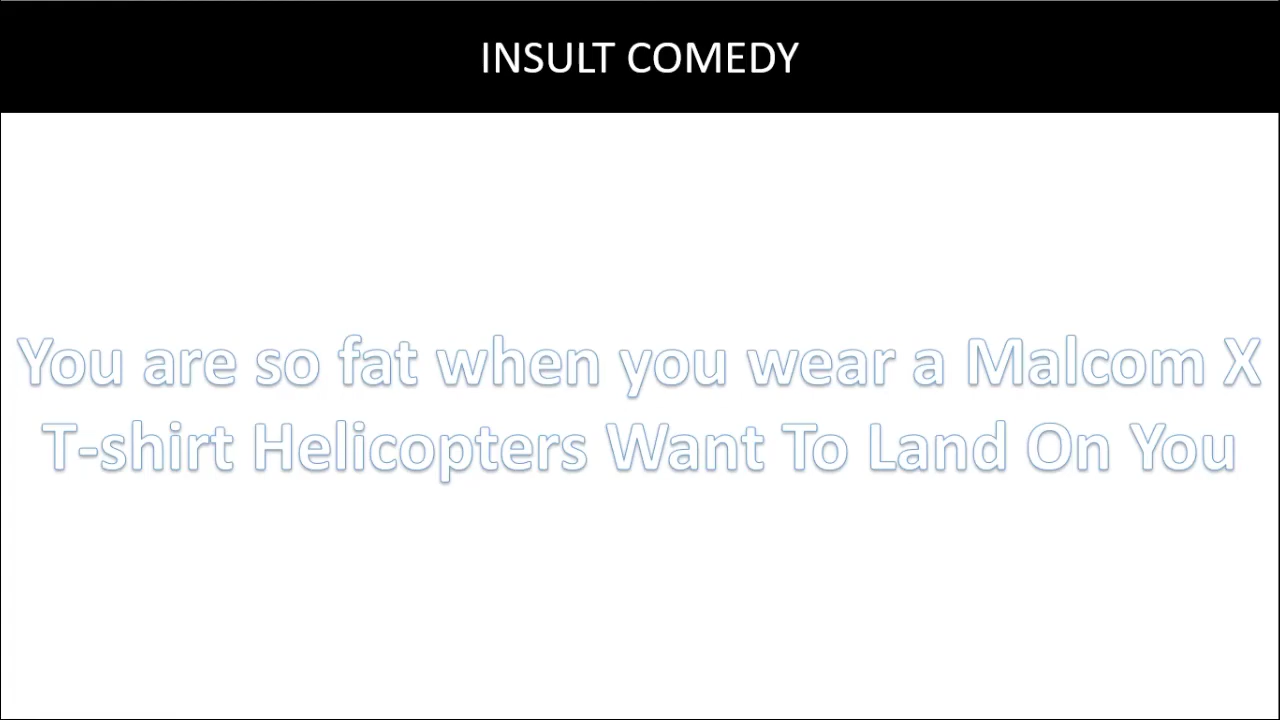 INSULT COMEDY
You are so fat when you wear a Malcom X
T-shirt Helicopters Want To Land On You